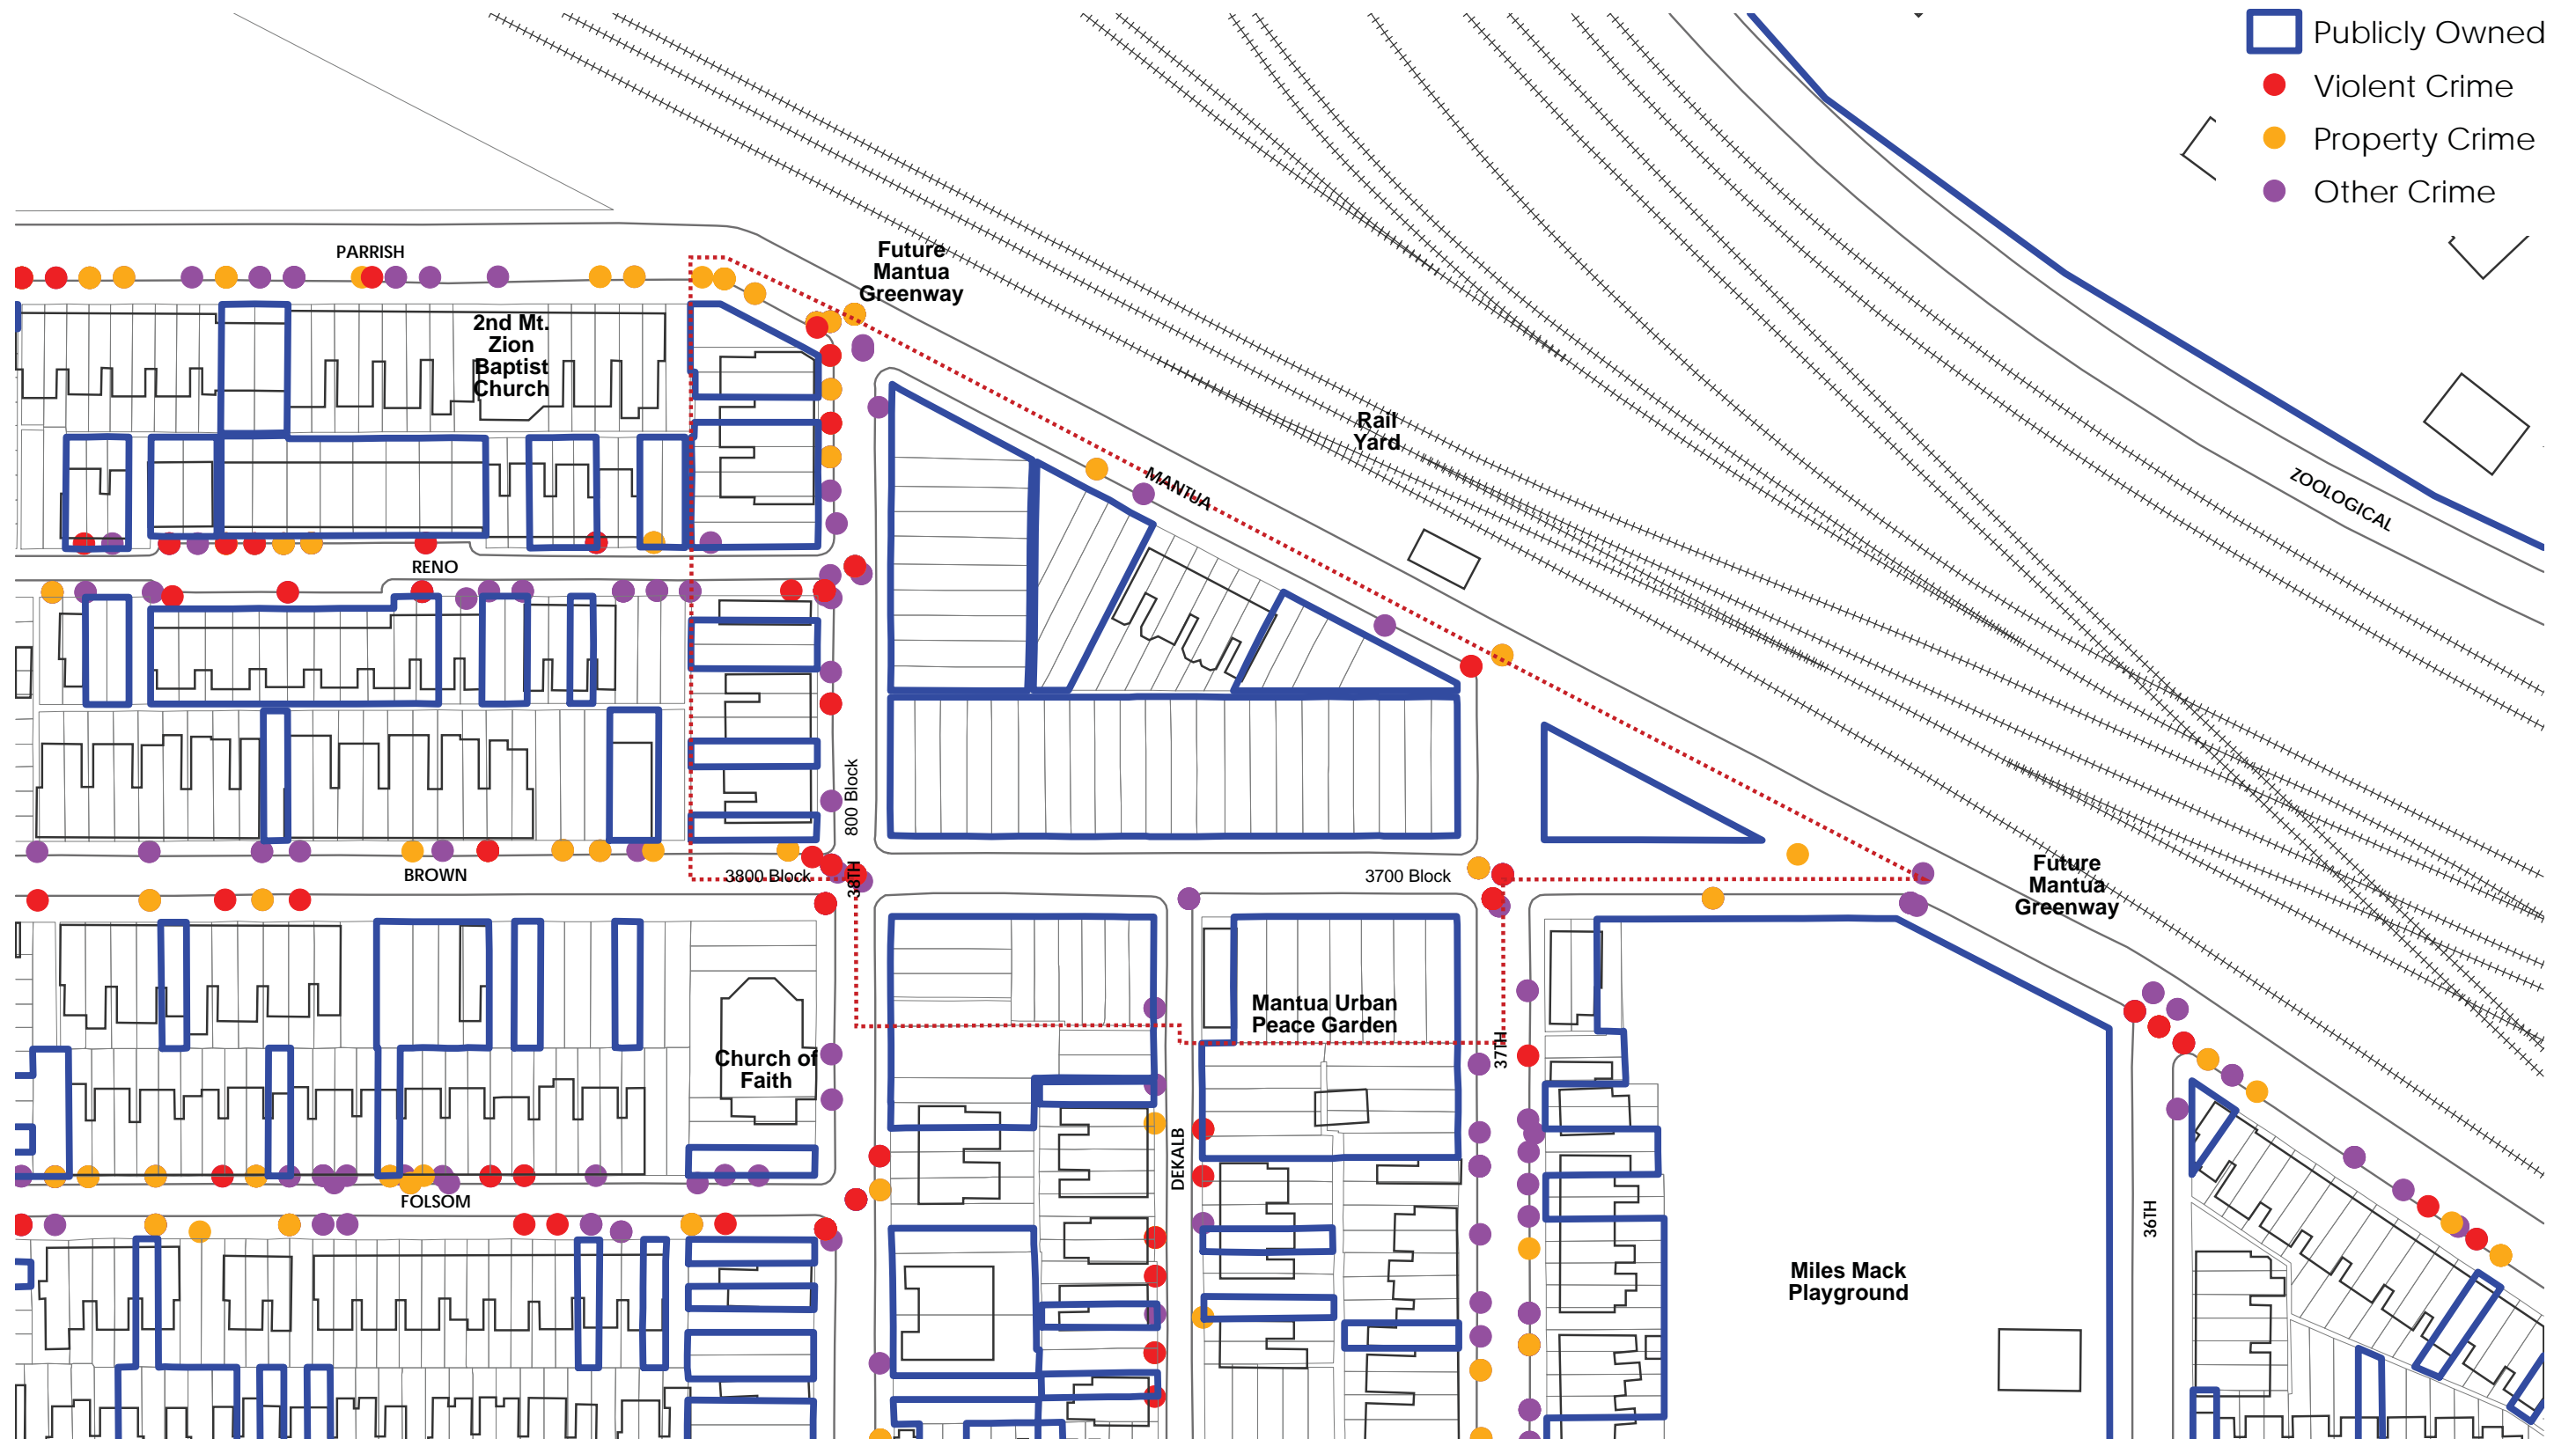 Publicly Owned
Violent Crime
Property Crime
Other Crime
PARRISH
Future
Mantua
Greenway
2nd Mt.
Zion
Baptist
Church
Rail
Yard
MANTUA
ZOOLOGICAL
RENO
800 Block
BROWN
3800 Block
38TH
3700 Block
Future
Mantua
Greenway
Mantua Urban
Peace Garden
37TH
Church of
Faith
DEKALB
FOLSOM
36TH
Miles Mack
Playground